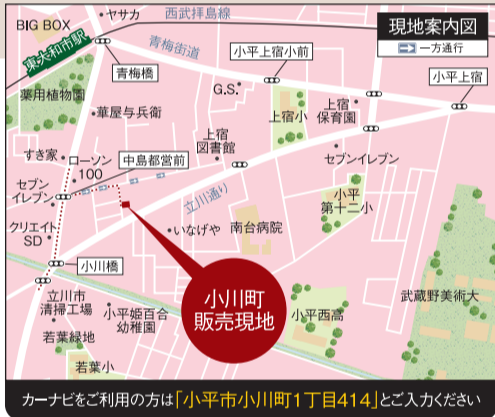 BIG BOX
ヤサカ
西武拝島線
現地案内図
一方通行
東大和市駅
青梅街道
小平上宿小前
青梅橋
小平上宿
薬用植物園
G.S.
上宿小
上宿
保育園
華屋与兵衛
上宿
図書館
すき家
ローソン
100
中島都営前
セブンイレブン
セブン
イレブン
立川通り
小平
第十二小
クリエイト
SD
いなげや
南台病院
小川橋
小川町
販売現地
武蔵野美術大
立川市
清掃工場
小平姫百合
幼稚園
小平西高
若葉緑地
若葉小
カーナビをご利用の方は「小平市小川町1丁目414」とご入力ください